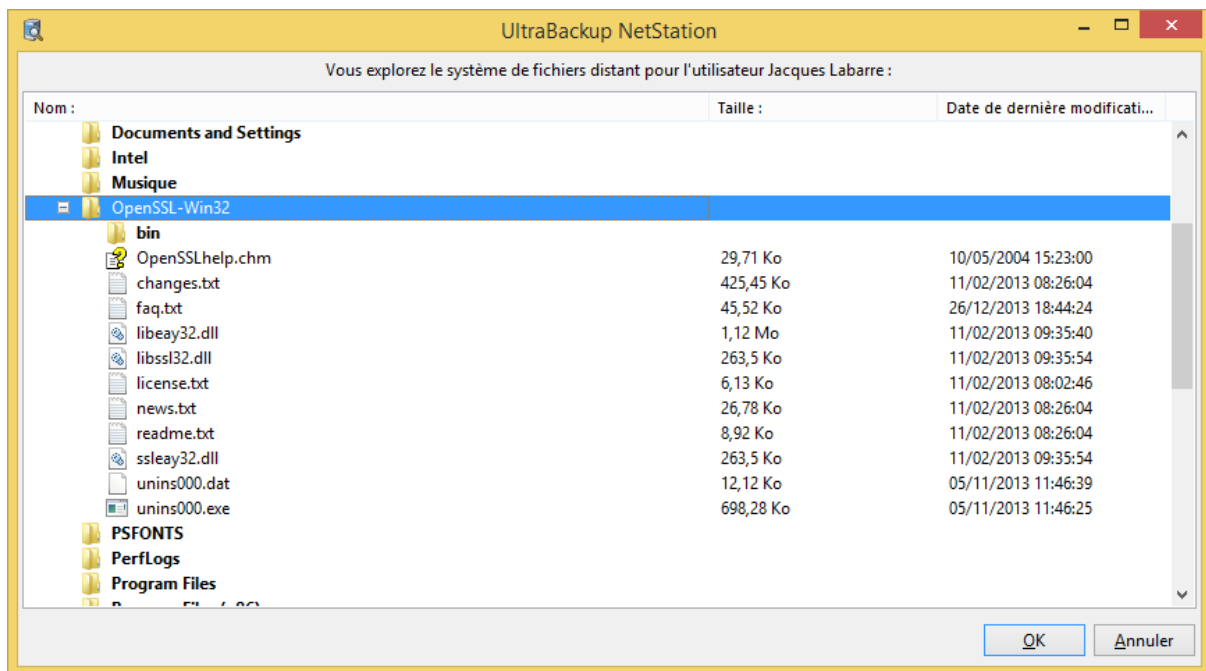 UltraBackup NetStation
Vous explorez le système de fichiers distant pour l'utilisateur Jacques Labarre :
Nom : Taille : Date de dernière modificati...
Documents and Settings
Intel
Musique
OpenSSL-Win32
bin
OpenSSLhelp.chm 29,71 Ko 10/05/2004 15:23:00
changes.txt 425,45 Ko 11/02/2013 08:26:04
faq.txt 45,52 Ko 26/12/2013 18:44:24
libeay32.dll 1,12 Mo 11/02/2013 09:35:40
libssl32.dll 263,5 Ko 11/02/2013 09:35:54
license.txt 6,13 Ko 11/02/2013 08:02:46
news.txt 26,78 Ko 11/02/2013 08:26:04
readme.txt 8,92 Ko 11/02/2013 08:26:04
ssleay32.dll 263,5 Ko 11/02/2013 09:35:54
unins000.dat 12,12 Ko 05/11/2013 11:46:39
unins000.exe 698,28 Ko 05/11/2013 11:46:25
PSFONTS
PerfLogs
Program Files
OK Annuler